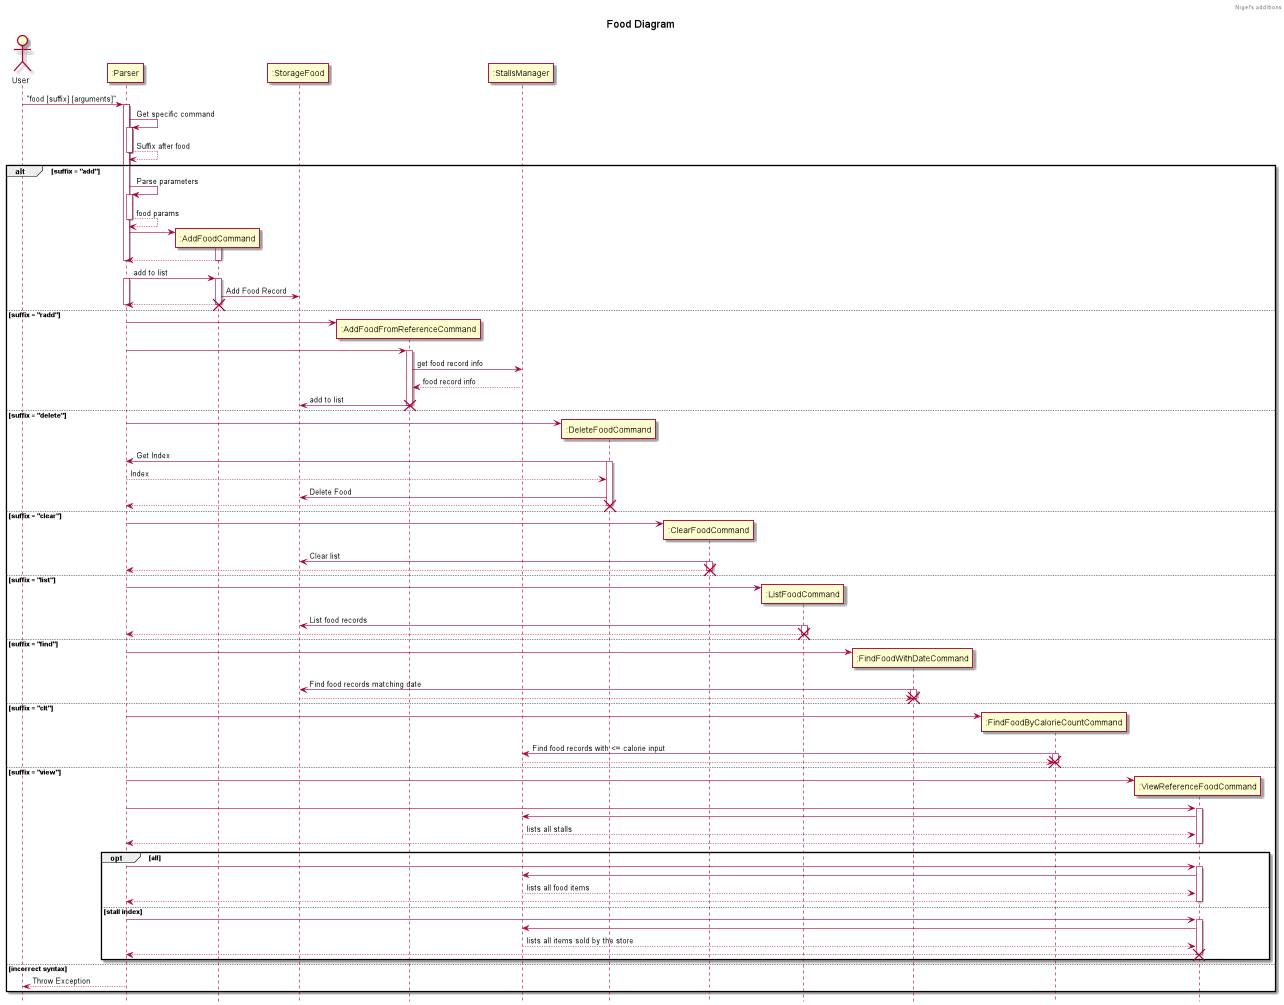 Nigel's additions
Food Diagram
User
:Parser
:StorageFood
:StallsManager
"food [suffix] [arguments]"
Get specific command
Suffix after food
alt
[suffix = "add"]
Parse parameters
food params
:AddFoodCommand
add to list
Add Food Record
[suffix = "radd"]
:AddFoodFromReferenceCommand
get food record info
food record info
add to list
[suffix = "delete"]
:DeleteFoodCommand
Get Index
Index
Delete Food
[suffix = "clear"]
:ClearFoodCommand
Clear list
[suffix = "list"]
:ListFoodCommand
List food records
[suffix = "find"]
:FindFoodWithDateCommand
Find food records matching date
[suffix = "clt"]
:FindFoodByCalorieCountCommand
Find food records with <= calorie input
[suffix = "view"]
:ViewReferenceFoodCommand
lists all stalls
opt
[all]
lists all food items
[stall index]
lists all items sold by the store
[incorrect syntax]
Throw Exception